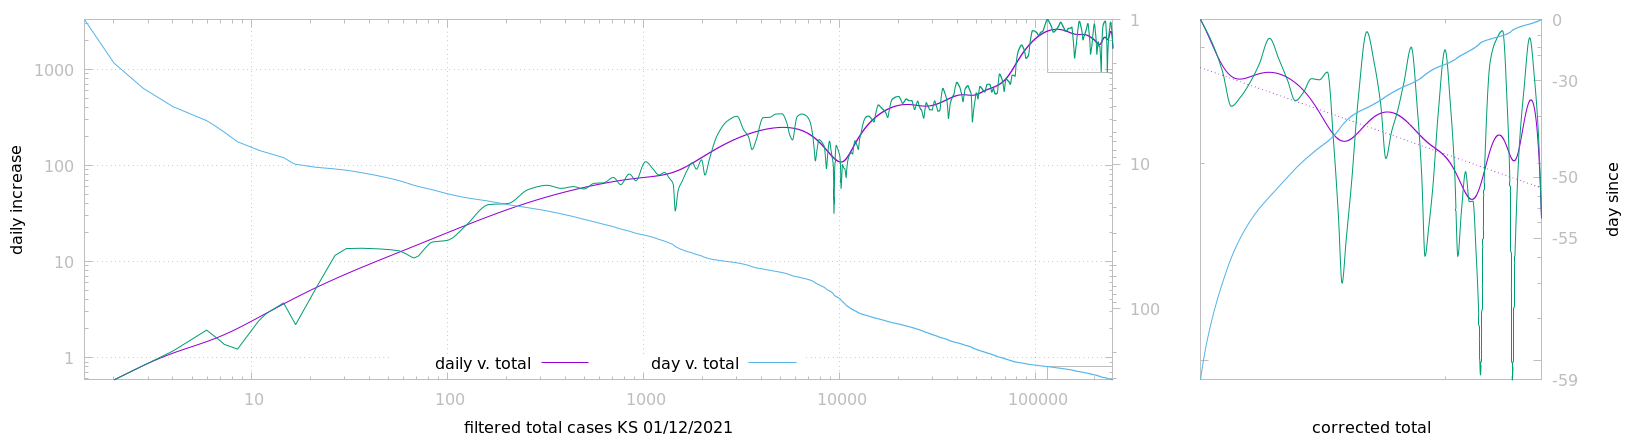 daily increase
1000
100
10
1
10
100
1000
10000
100000
daily v. total
day v. total
filtered total cases KS 01/12/2021
1
10
100
0
-30
-50
-55
-59
day since
corrected total